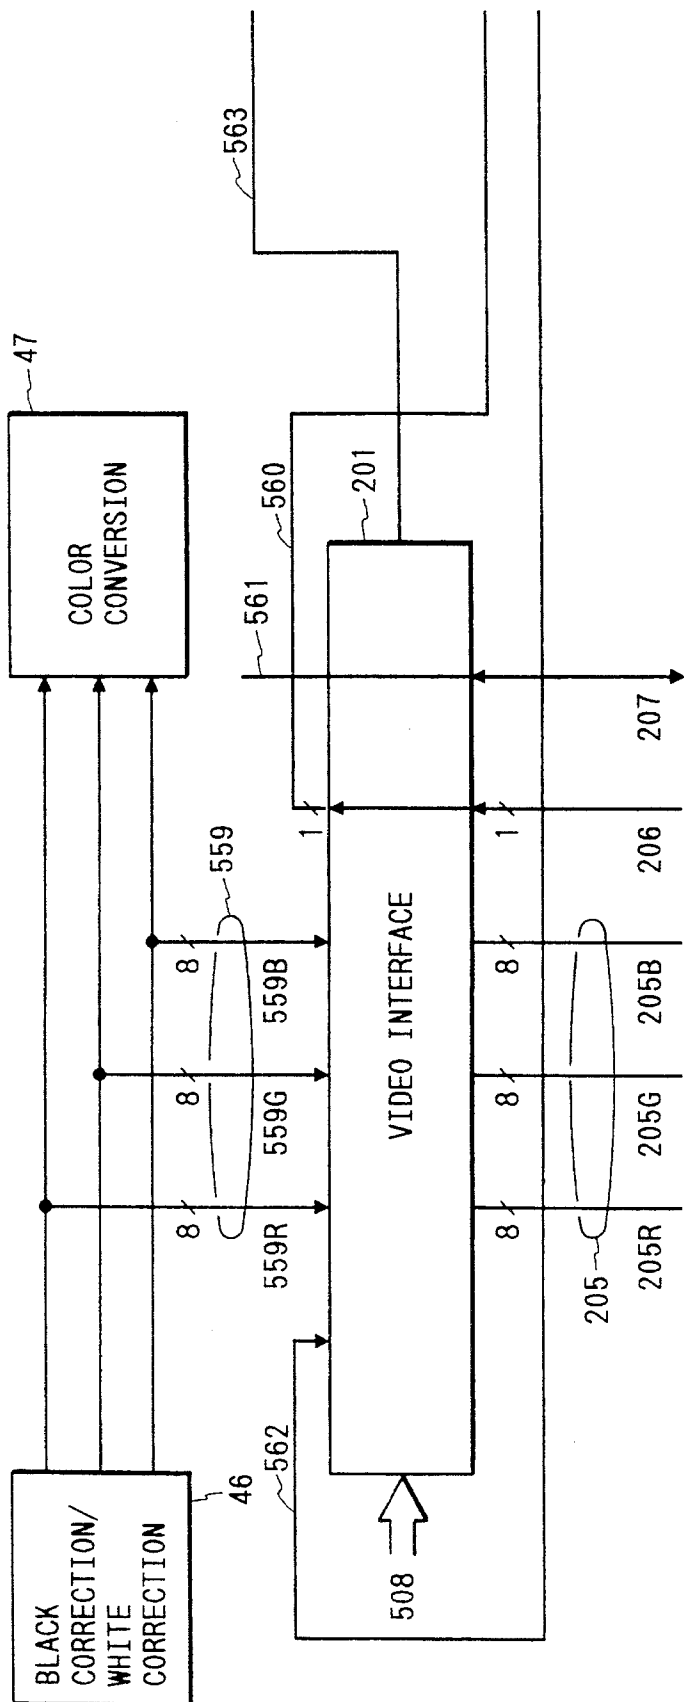 BLACK
CORRECTION/
WHITE
CORRECTION
46
COLOR
CONVERSION
47
559
8
8
8
559R
559G
559B
1
560
561
563
562
508
VIDEO INTERFACE
201
8
8
8
1
205
205R
205G
205B
206
207